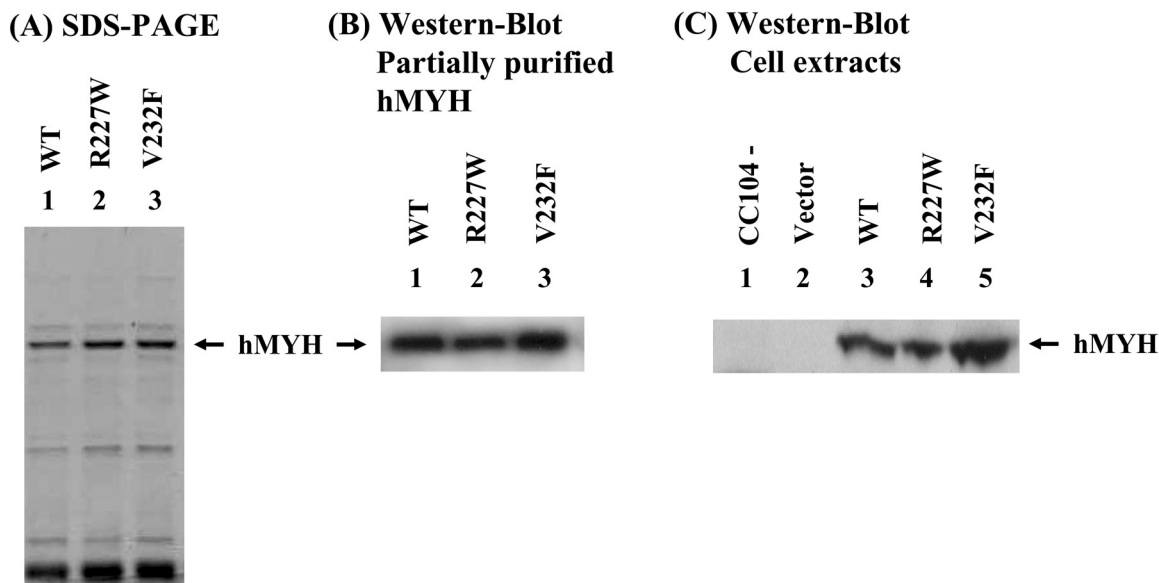 (A) SDS-PAGE
WT
R227W
V232F
1 2 3
(B) Western-Blot
Partially purified
hMYH
WT
R227W
V232F
1 2 3
(C) Western-Blot
Cell extracts
CC104 -
Vector
WT
R227W
V232F
1 2 3 4 5
← hMYH →
← hMYH